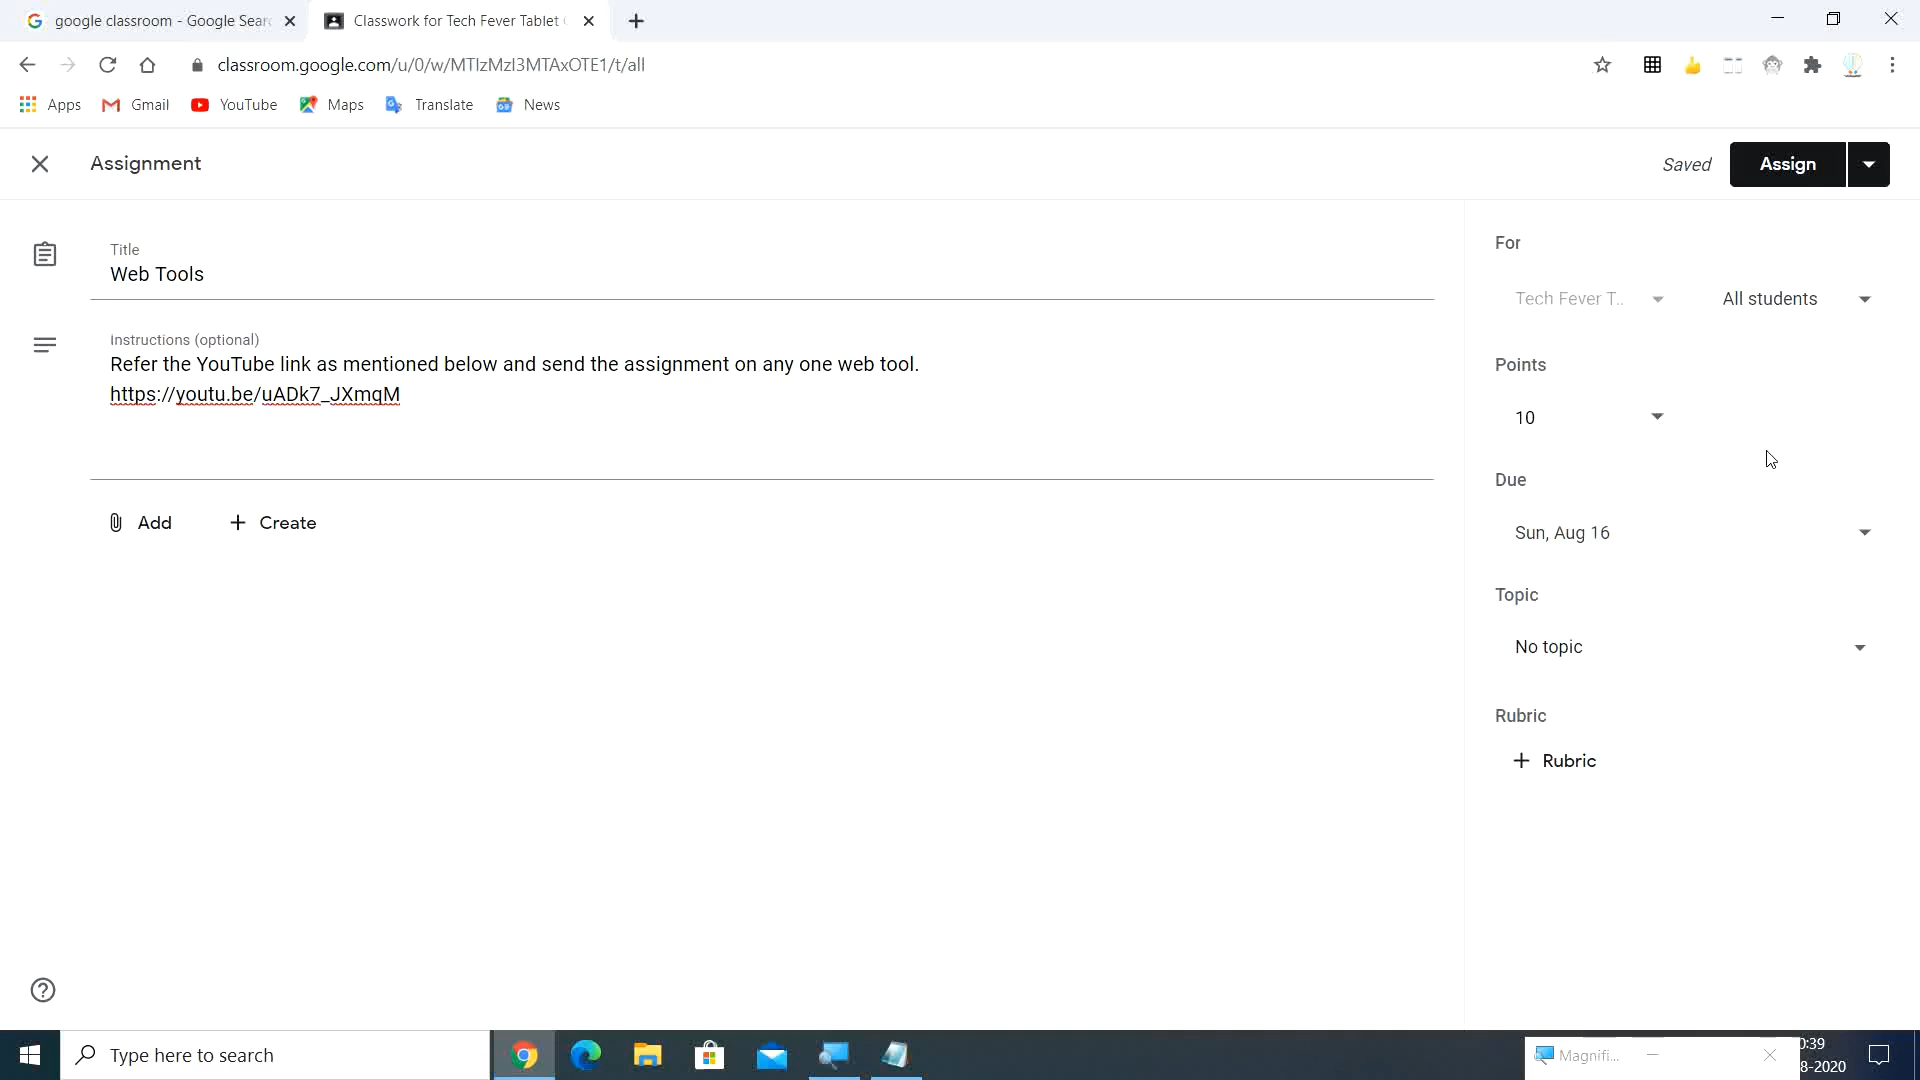 google classroom - Google Sear
Classwork for Tech Fever Tablet
classroom.google.com/u/0/w/MTIzMzI3MTAxOTE1/t/all
Apps Gmail YouTube Maps Translate News
Assignment
Saved Assign
Title
Web Tools
Instructions (optional)
Refer the YouTube link as mentioned below and send the assignment on any one web tool.
https://youtu.be/uADk7_JXmqM
Add Create
For
Tech Fever T.. All students
Points
10
Due
Sun, Aug 16
Topic
No topic
Rubric
Rubric
Type here to search
Magnifi...
:39
8-2020